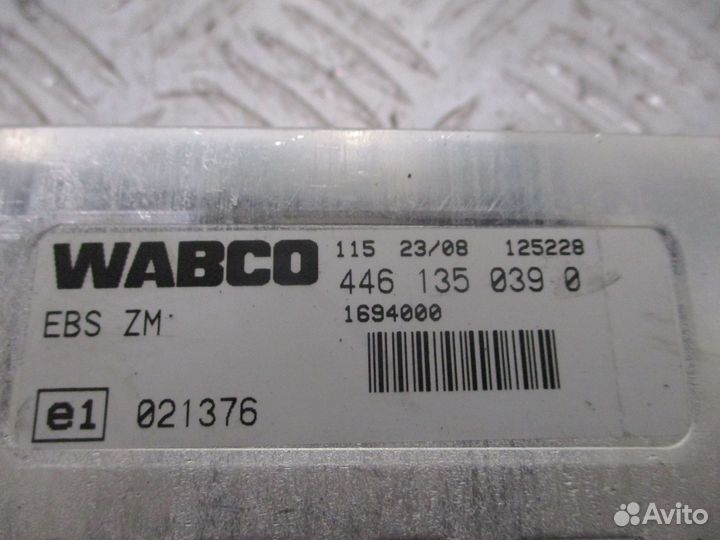 WABCO 115 23/08 125228
446 135 039 0
EBS ZM 1694000
e1 021376
Avito